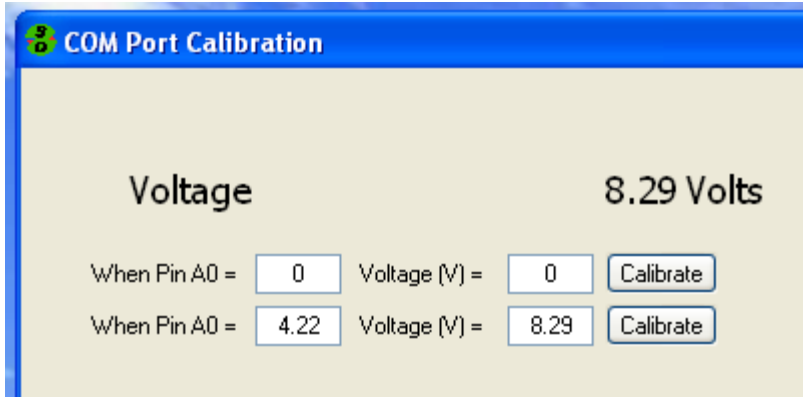 COM Port Calibration
Voltage 8.29 Volts
When Pin A0 = 0 Voltage (V) = 0 Calibrate
When Pin A0 = 4.22 Voltage (V) = 8.29 Calibrate